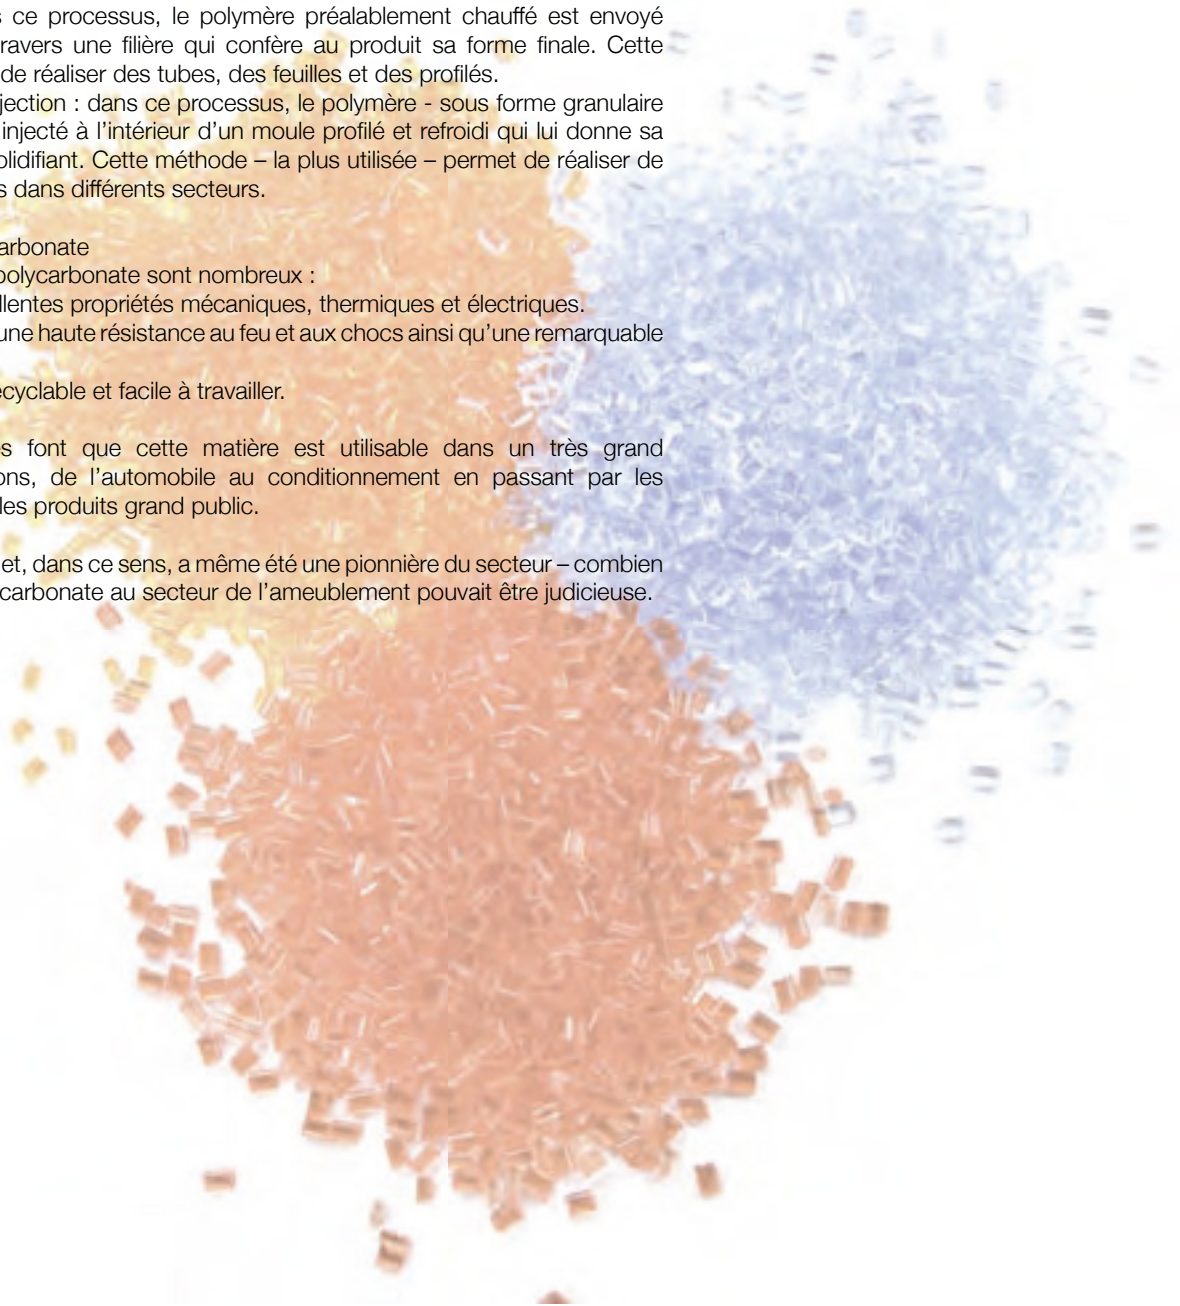 ce processus, le polymère préalablement chauffé est envoyé
ravers une filière qui confère au produit sa forme finale. Cette
de réaliser des tubes, des feuilles et des profilés.
jection : dans ce processus, le polymère - sous forme granulaire
injecté à l’intérieur d’un moule profilé et refroidi qui lui donne sa
olidifiant. Cette méthode – la plus utilisée – permet de réaliser de
s dans différents secteurs.
arbonate
polycarbonate sont nombreux :
llentes propriétés mécaniques, thermiques et électriques.
une haute résistance au feu et aux chocs ainsi qu’une remarquable
ecyclable et facile à travailler.
es font que cette matière est utilisable dans un très grand
ons, de l’automobile au conditionnement en passant par les
les produits grand public.
et, dans ce sens, a même été une pionnière du secteur – combien
carbonate au secteur de l’ameublement pouvait être judicieuse.